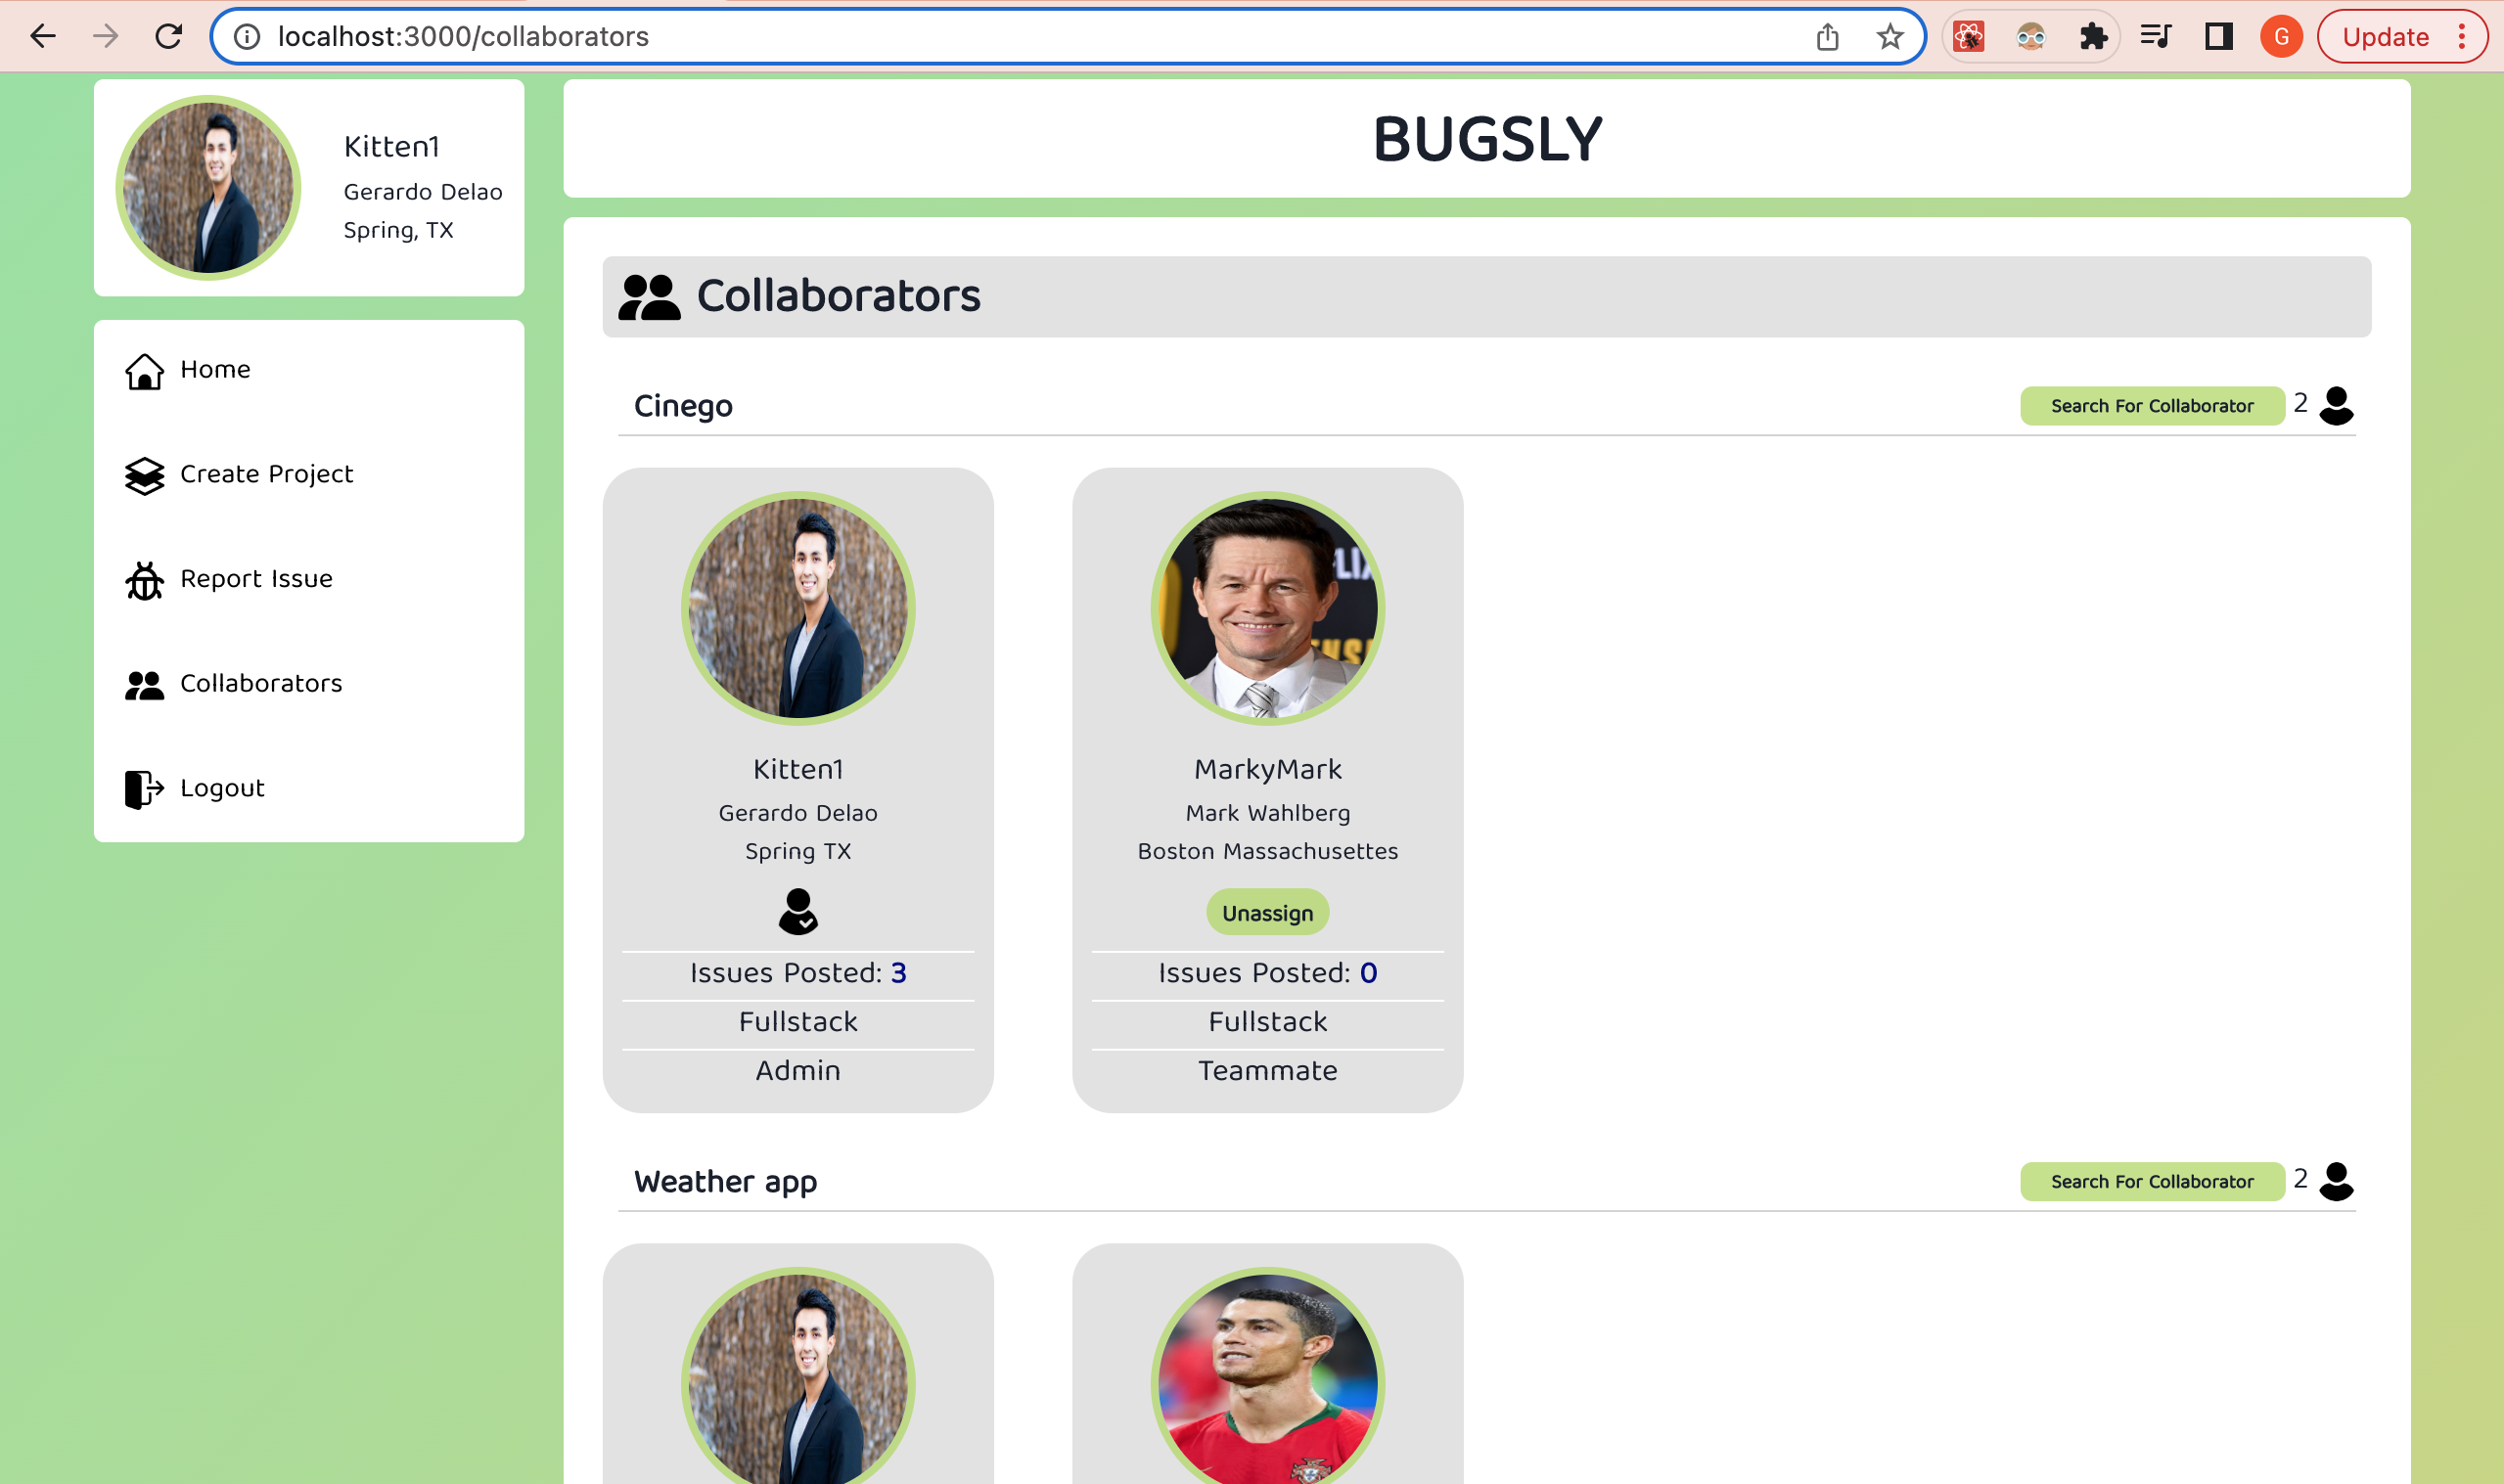 localhost:3000/collaborators
G
Update
Kitten1
Gerardo Delao
Spring, TX
BUGSLY
Home
Create Project
Report Issue
Collaborators
Logout
Collaborators
Cinego
Search For Collaborator 2
Kitten1
Gerardo Delao
Spring TX
Issues Posted: 3
Fullstack
Admin
MarkyMark
Mark Wahlberg
Boston Massachusettes
Unassign
Issues Posted: 0
Fullstack
Teammate
Weather app
Search For Collaborator 2